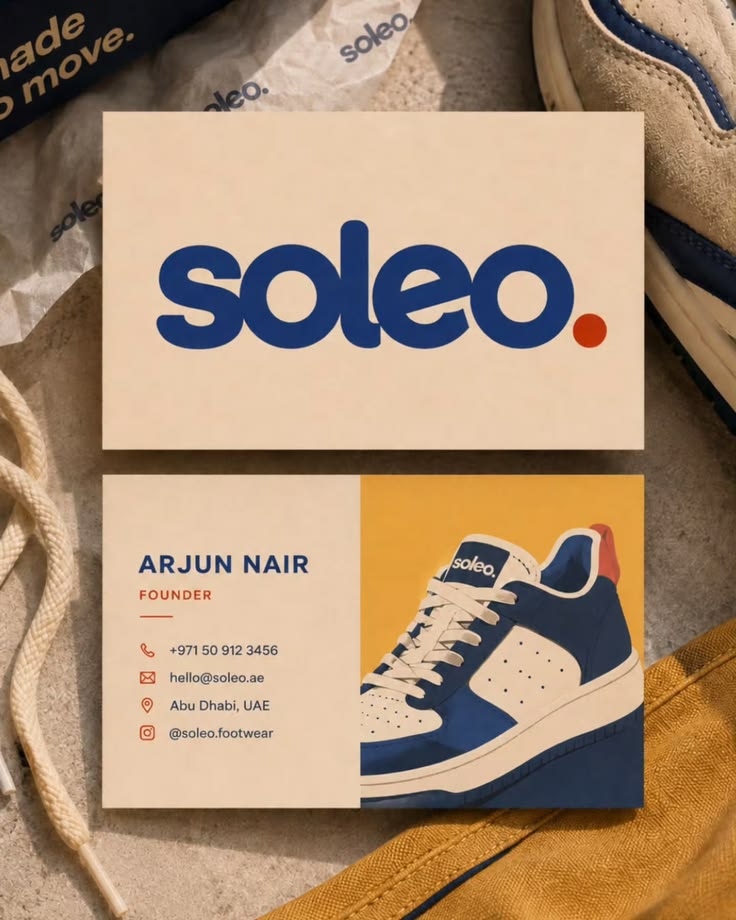 made
to move.
soleo.
soleo.
soleo.
soleo.
ARJUN NAIR
FOUNDER
+971 50 912 3456
hello@soleo.ae
Abu Dhabi, UAE
@soleo.footwear
soleo.